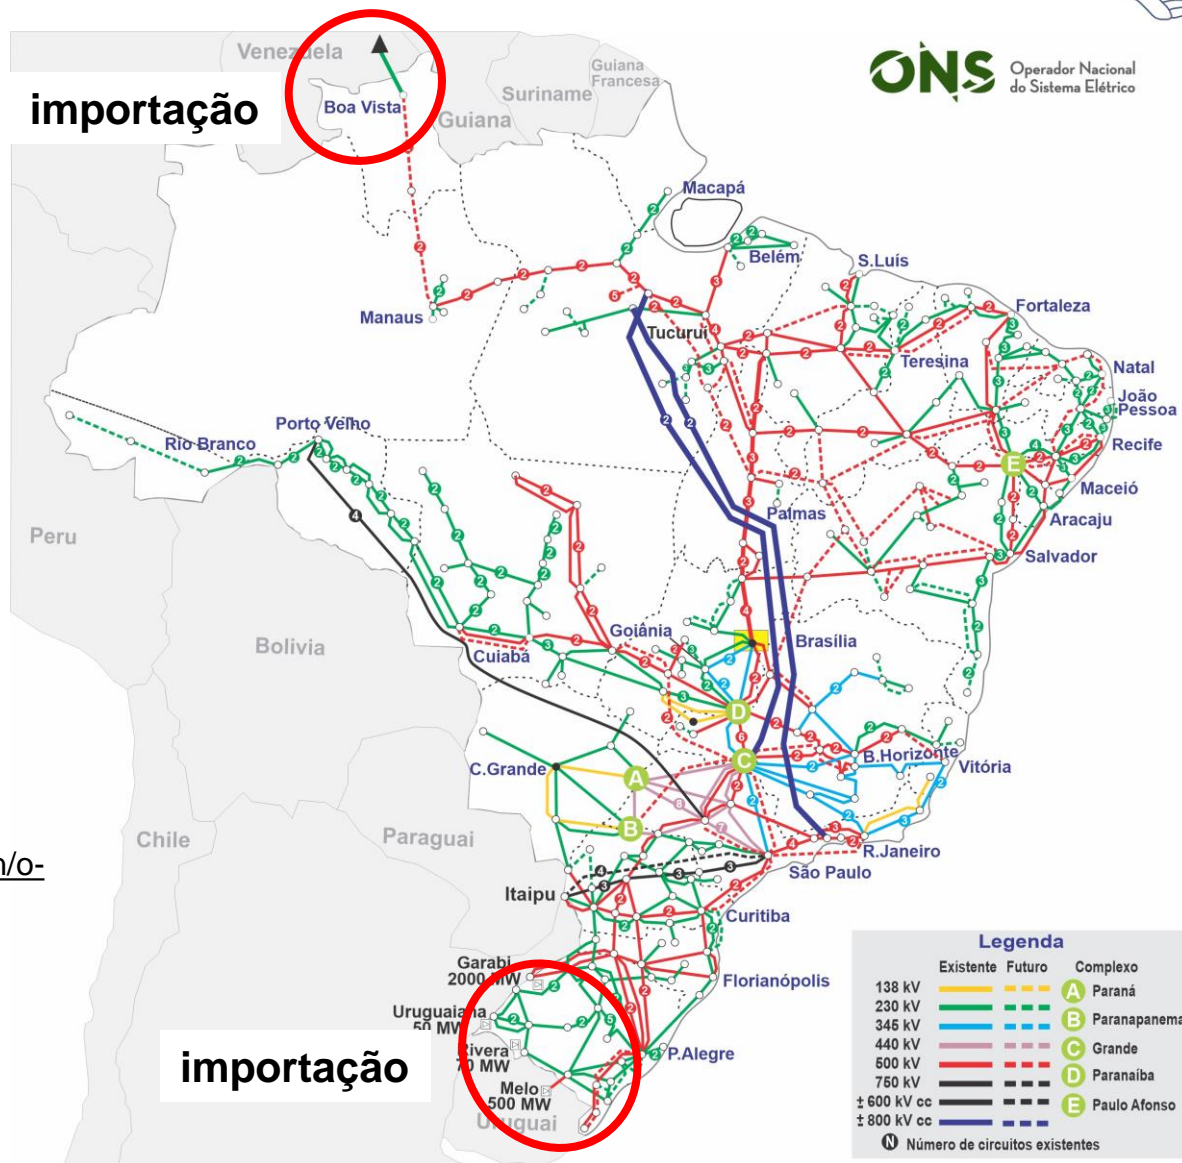 Venezuela
importação
Boa Vista
Guiana
Suriname
Guiana
Francesa
ONS
Operador Nacional
do Sistema Elétrico
Macapá
Belém
S.Luís
Fortaleza
Manaus
Tucuruí
Teresina
Natal
João
Pessoa
Recife
Maceió
Aracaju
Salvador
Porto Velho
Rio Branco
Palmas
E
Peru
Bolivia
Cuiabá
Goiânia
Brasília
D
C.Grande
A
C
B.Horizonte
Vitória
B
Chile
Paraguai
R.Janeiro
São Paulo
n/o-
Itaipu
Curitiba
Garabi
2000 MW
Florianópolis
Uruguaiana
50 MW
Rivera
70 MW
P.Alegre
importação
Melo
500 MW
Uruguai
Legenda
Existente Futuro Complexo
138 kV A Paraná
230 kV
345 kV B Paranapanema
440 kV C Grande
500 kV
750 kV D Paranaíba
± 600 kV cc E Paulo Afonso
± 800 kV cc
N Número de circuitos existentes